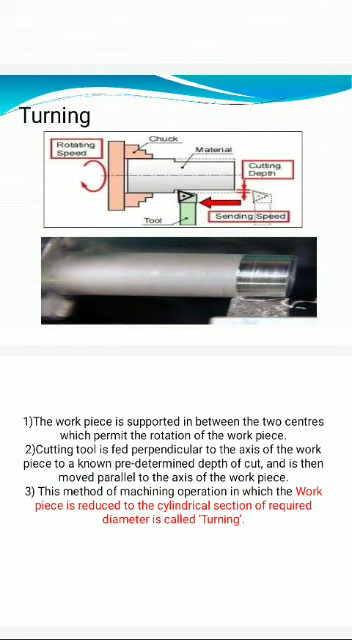 Turning
Rotating
Speed
Chuck
Material
Cutting
Depth
Tool
Sending Speed
1)The work piece is supported in between the two centres
which permit the rotation of the work piece.
2)Cutting tool is fed perpendicular to the axis of the work
piece to a known pre-determined depth of cut, and is then
moved parallel to the axis of the work piece.
3) This method of machining operation in which the Work
piece is reduced to the cylindrical section of required
diameter is called 'Turning'.